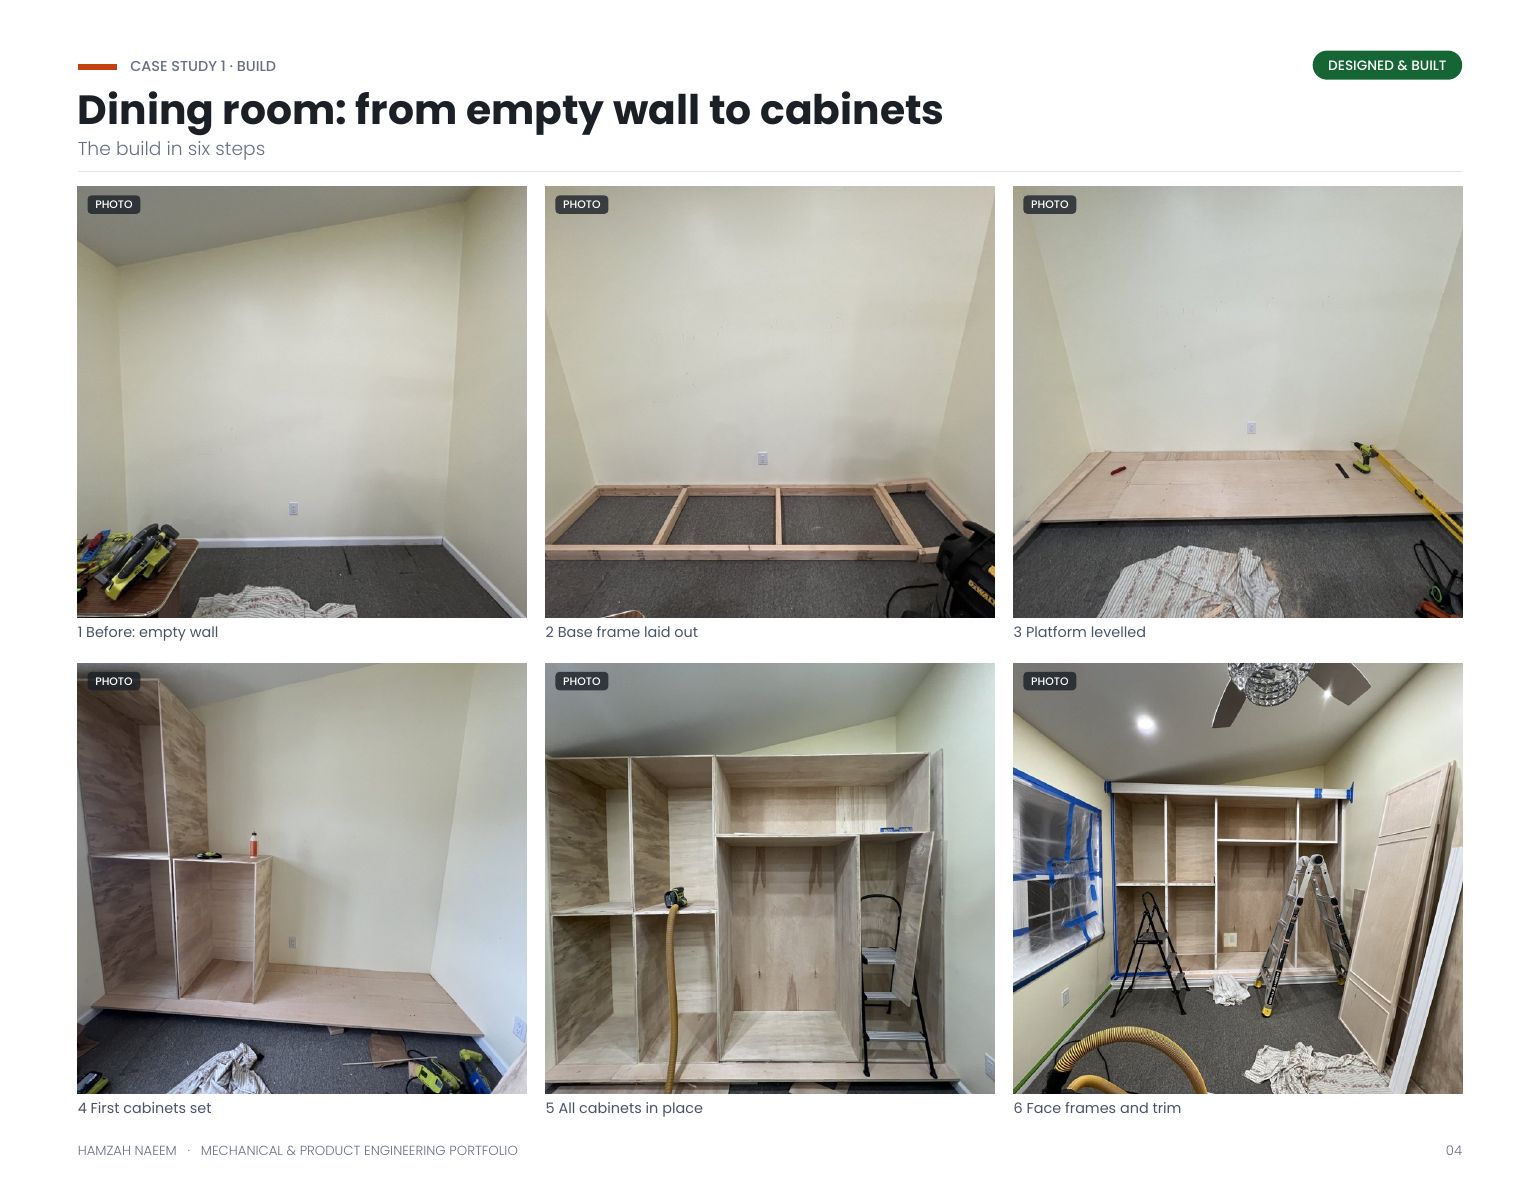 CASE STUDY 1 · BUILD
DESIGNED & BUILT
Dining room: from empty wall to cabinets
The build in six steps
PHOTO
PHOTO
PHOTO
1 Before: empty wall
2 Base frame laid out
3 Platform levelled
PHOTO
PHOTO
PHOTO
4 First cabinets set
5 All cabinets in place
6 Face frames and trim
HAMZAH NAEEM · MECHANICAL & PRODUCT ENGINEERING PORTFOLIO
04